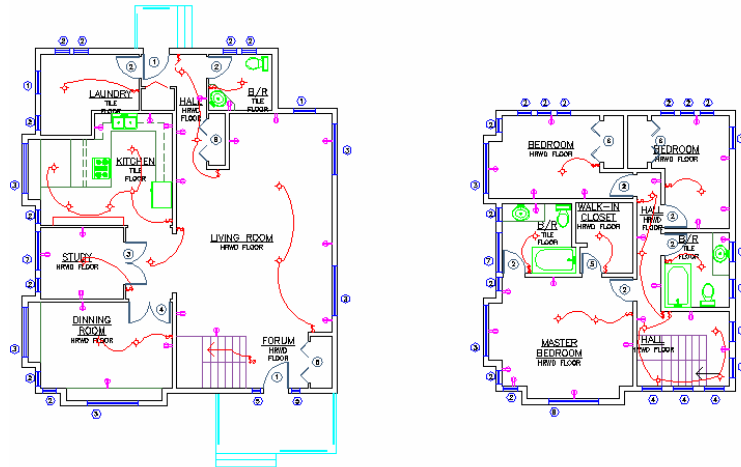 LAUNDRY
TILE
FLOOR
HALL
HRWD
FLOOR
B/R
TILE
FLOOR
KITCHEN
TILE
FLOOR
LIVING ROOM
HRWD FLOOR
STUDY
HRWD FLOOR
DINNING
ROOM
HRWD FLOOR
FORUM
HRWD
FLOOR
BEDROOM
HRWD FLOOR
BEDROOM
HRWD FLOOR
HALL
HRWD
FLOOR
WALK-IN
CLOSET
HRWD FLOOR
B/R
TILE
FLOOR
B/R
TILE
FLOOR
MASTER
BEDROOM
HRWD FLOOR
HALL
HRWD FLOOR